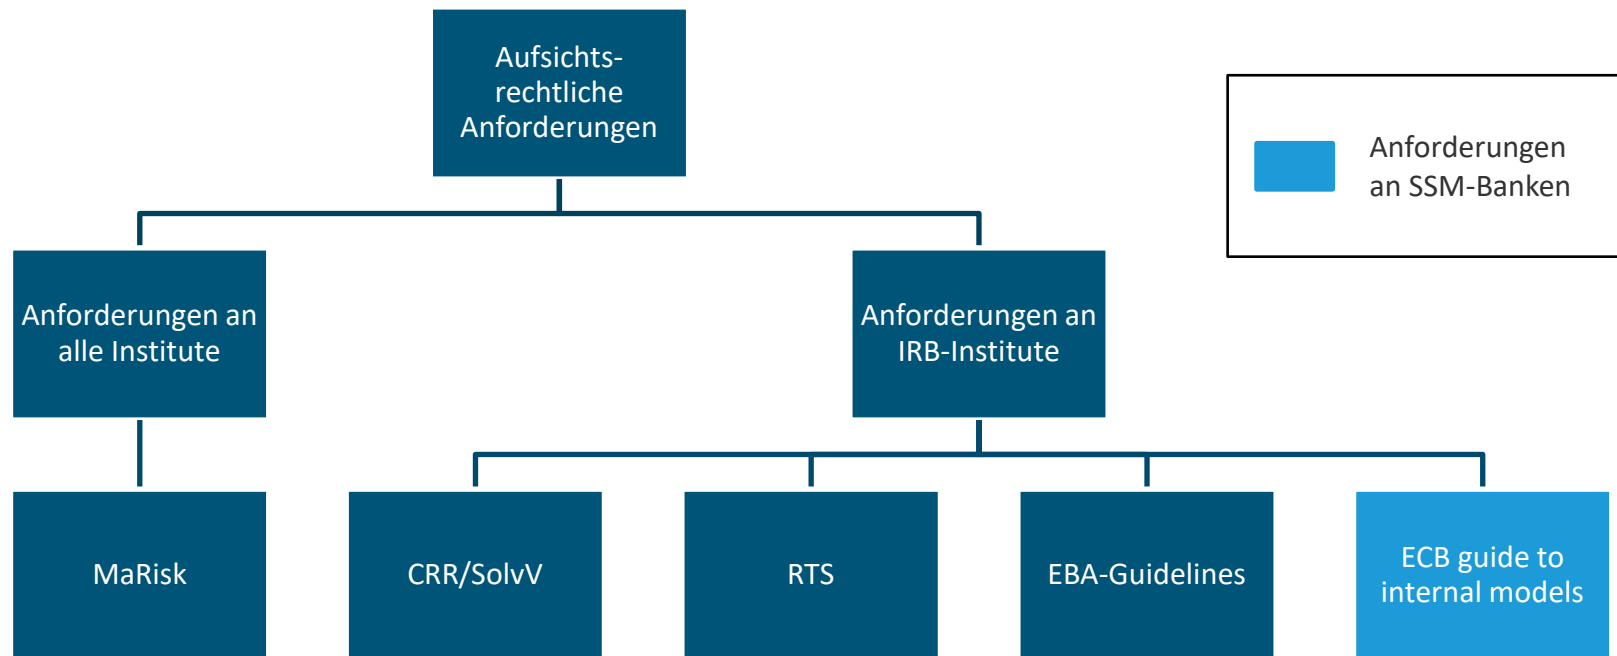 Aufsichts-
rechtliche
Anforderungen
Anforderungen
an SSM-Banken
Anforderungen an
alle Institute
Anforderungen an
IRB-Institute
MaRisk
CRR/SolvV
RTS
EBA-Guidelines
ECB guide to
internal models